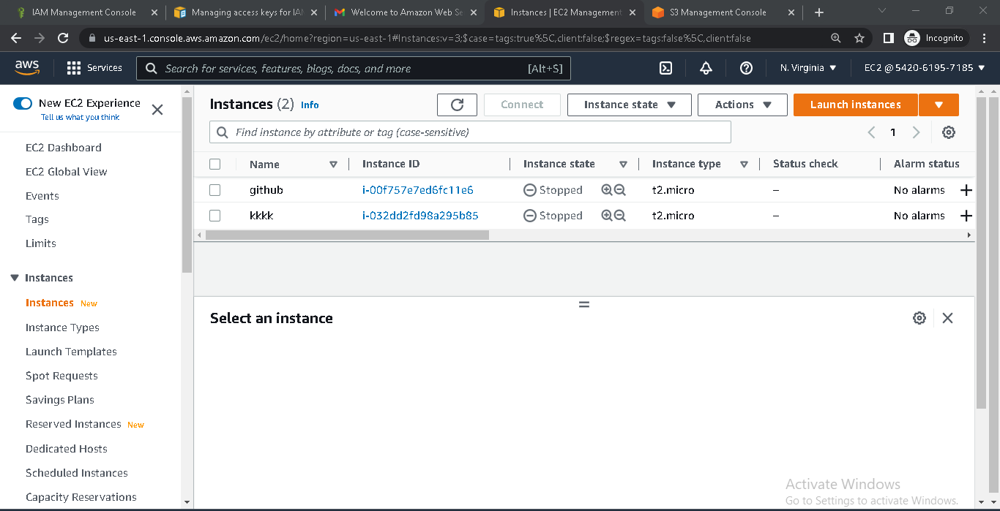 IAM Management Console
Managing access keys for IAM
Welcome to Amazon Web Se
Instances | EC2 Management
S3 Management Console
us-east-1.console.aws.amazon.com/ec2/home?region=us-east-1#Instances:v=3;$case=tags:true%5C,client:false;$regex=tags:false%5C,client:false
Incognito
aws
Services
Search for services, features, blogs, docs, and more
[Alt+S]
N. Virginia
EC2 @ 5420-6195-7185
New EC2 Experience
Tell us what you think
EC2 Dashboard
EC2 Global View
Events
Tags
Limits
Instances
Instances New
Instance Types
Launch Templates
Spot Requests
Savings Plans
Reserved Instances New
Dedicated Hosts
Scheduled Instances
Capacity Reservations
Instances (2) Info
Connect
Instance state
Actions
Launch instances
Find instance by attribute or tag (case-sensitive)
1
Name Instance ID Instance state Instance type Status check Alarm status
github i-00f757e7ed6fc11e6 Stopped t2.micro – No alarms +
kkkk i-032dd2fd98a295b85 Stopped t2.micro – No alarms +
Select an instance
Activate Windows
Go to Settings to activate Windows.